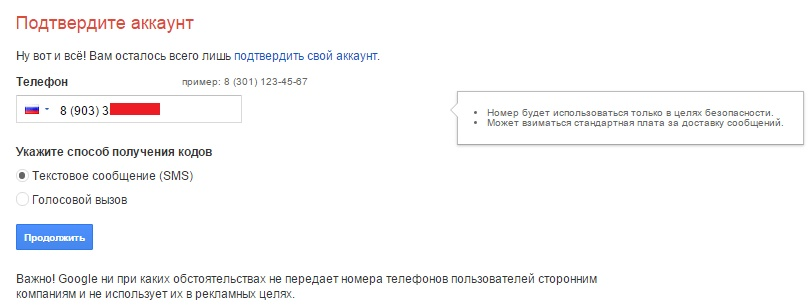 Подтвердите аккаунт
Ну вот и всё! Вам осталось всего лишь подтвердить свой аккаунт.
Телефон
пример: 8 (301) 123-45-67
8 (903) 3
Номер будет использоваться только в целях безопасности.
Может взиматься стандартная плата за доставку сообщений.
Укажите способ получения кодов
Текстовое сообщение (SMS)
Голосовой вызов
Продолжить
Важно! Google ни при каких обстоятельствах не передает номера телефонов пользователей сторонним
компаниям и не использует их в рекламных целях.